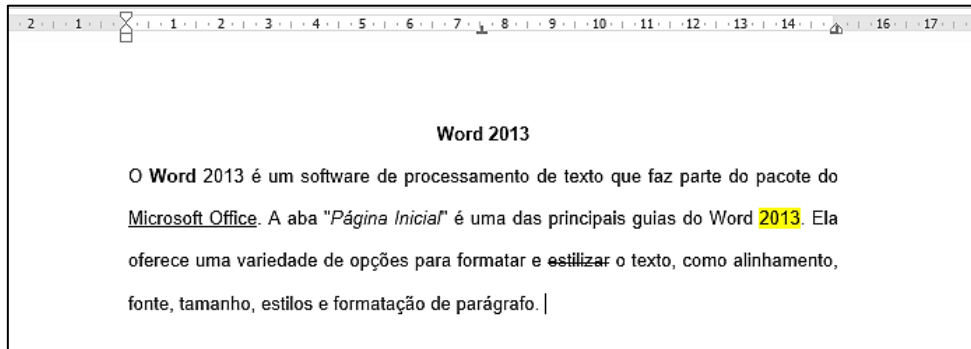 2 1 1 2 3 4 5 6 7 8 9 10 11 12 13 14 16 17
Word 2013
O Word 2013 é um software de processamento de texto que faz parte do pacote do
Microsoft Office. A aba "Página Inicial" é uma das principais guias do Word 2013. Ela
oferece uma variedade de opções para formatar e estilizar o texto, como alinhamento,
fonte, tamanho, estilos e formatação de parágrafo.